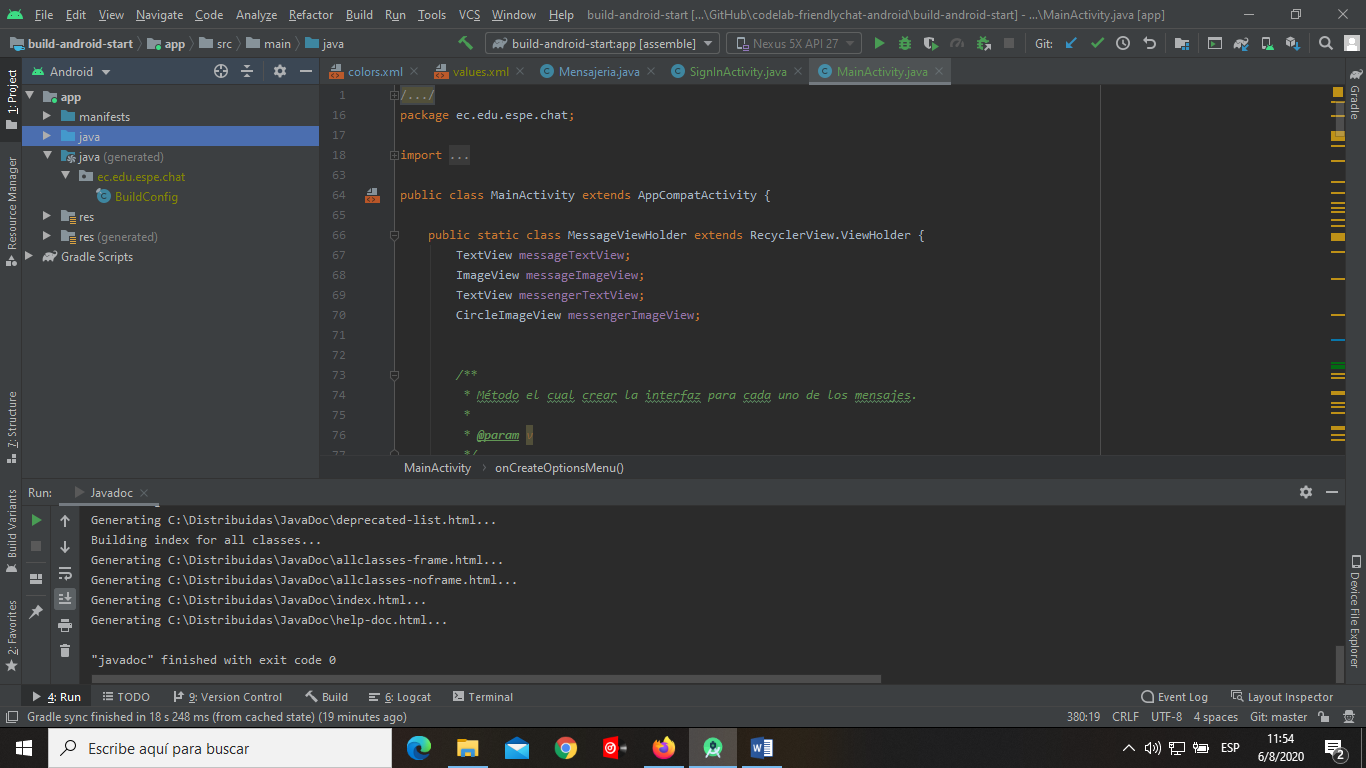 File Edit View Navigate Code Analyze Refactor Build Run Tools VCS Window Help build-android-start [...\GitHub\codelab-friendlychat-android\build-android-start] - ...\MainActivity.java [app]
build-android-start app src main java build-android-start:app [assemble] Nexus 5X API 27 Git:
Android
colors.xml values.xml Mensajeria.java SignInActivity.java MainActivity.java
1: Project
Resource Manager
7: Structure
Build Variants
2: Favorites
app
manifests
java
java (generated)
ec.edu.espe.chat
BuildConfig
res
res (generated)
Gradle Scripts
1 /.../
16 package ec.edu.espe.chat;
17
18 import ...
63
64 public class MainActivity extends AppCompatActivity {
65
66 public static class MessageViewHolder extends RecyclerView.ViewHolder {
67 TextView messageTextView;
68 ImageView messageImageView;
69 TextView messengerTextView;
70 CircleImageView messengerImageView;
71
72
73 /**
74 * Método el cual crear la interfaz para cada uno de los mensajes.
75 *
76 * @param v
77 */
MainActivity onCreateOptionsMenu()
Gradle
Device File Explorer
Run: Javadoc
Generating C:\Distribuidas\JavaDoc\deprecated-list.html...
Building index for all classes...
Generating C:\Distribuidas\JavaDoc\allclasses-frame.html...
Generating C:\Distribuidas\JavaDoc\allclasses-noframe.html...
Generating C:\Distribuidas\JavaDoc\index.html...
Generating C:\Distribuidas\JavaDoc\help-doc.html...
"javadoc" finished with exit code 0
4: Run TODO 9: Version Control Build 6: Logcat Terminal Event Log Layout Inspector
Gradle sync finished in 18 s 248 ms (from cached state) (19 minutes ago) 380:19 CRLF UTF-8 4 spaces Git: master
Escribe aquí para buscar
ESP
11:54
6/8/2020
2